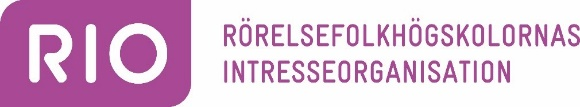 RIO
RÖRELSEFOLKHÖGSKOLORNAS
INTRESSEORGANISATION